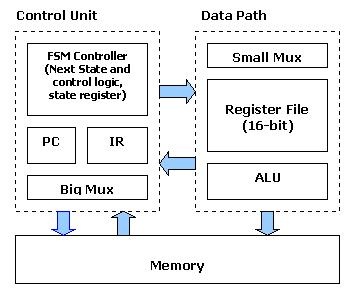 Control Unit
Data Path
FSM Controller
(Next State and
control logic,
state register)
PC
IR
Big Mux
Small Mux
Register File
(16-bit)
ALU
Memory